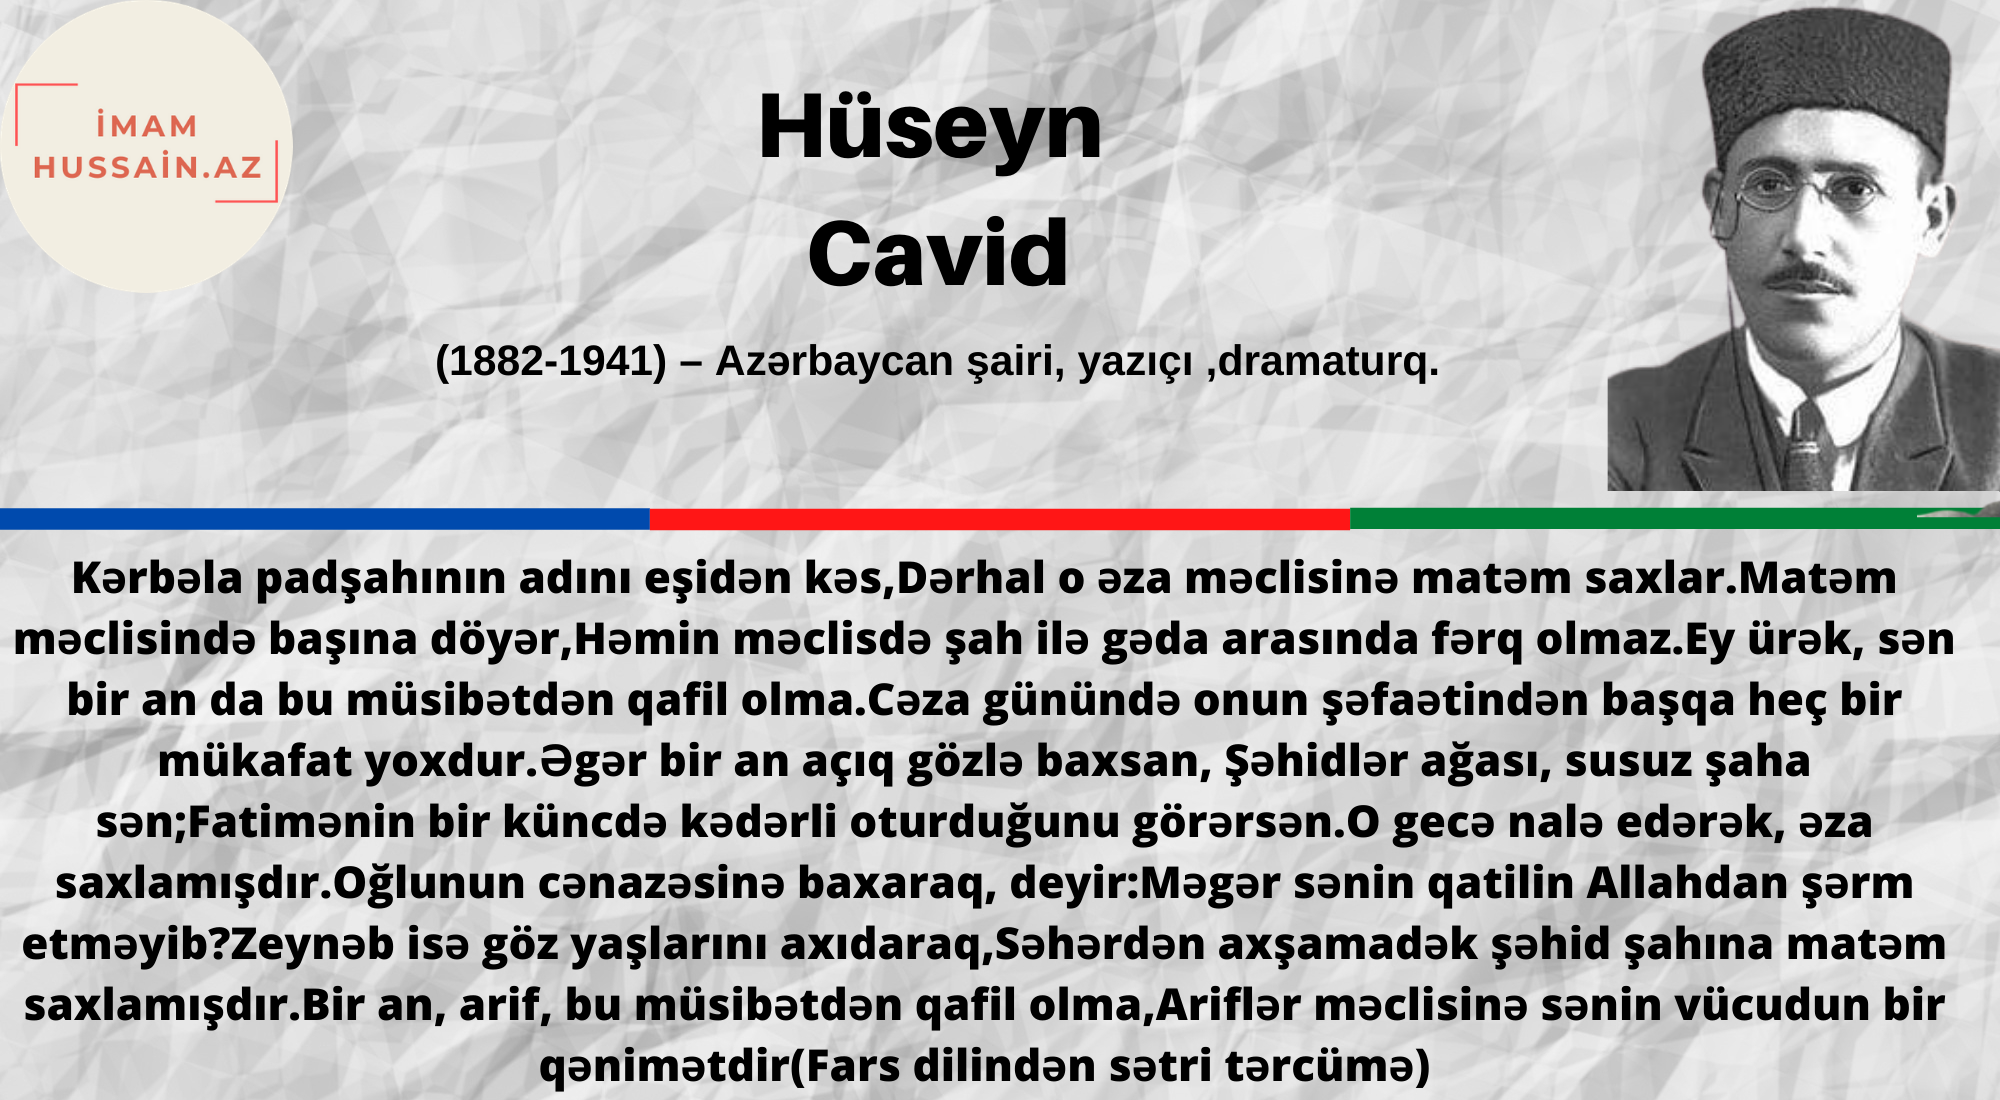 İMAM
HUSSAİN.AZ
Hüseyn
Cavid
(1882-1941) – Azərbaycan şairi, yazıçı ,dramaturq.
Kərbəla padşahının adını eşidən kəs,Dərhal o əza məclisinə matəm saxlar.Matəm
məclisində başına döyər,Həmin məclisdə şah ilə gəda arasında fərq olmaz.Ey ürək, sən
bir an da bu müsibətdən qafil olma.Cəza günündə onun şəfaətindən başqa heç bir
mükafat yoxdur.Əgər bir an açıq gözlə baxsan, Şəhidlər ağası, susuz şaha
sən;Fatimənin bir küncdə kədərli oturduğunu görərsən.O gecə nalə edərək, əza
saxlamışdır.Oğlunun cənazəsinə baxaraq, deyir:Məgər sənin qatilin Allahdan şərm
etməyib?Zeynəb isə göz yaşlarını axıdaraq,Səhərdən axşamadək şəhid şahına matəm
saxlamışdır.Bir an, arif, bu müsibətdən qafil olma,Ariflər məclisinə sənin vücudun bir
qənimətdir(Fars dilindən sətri tərcümə)